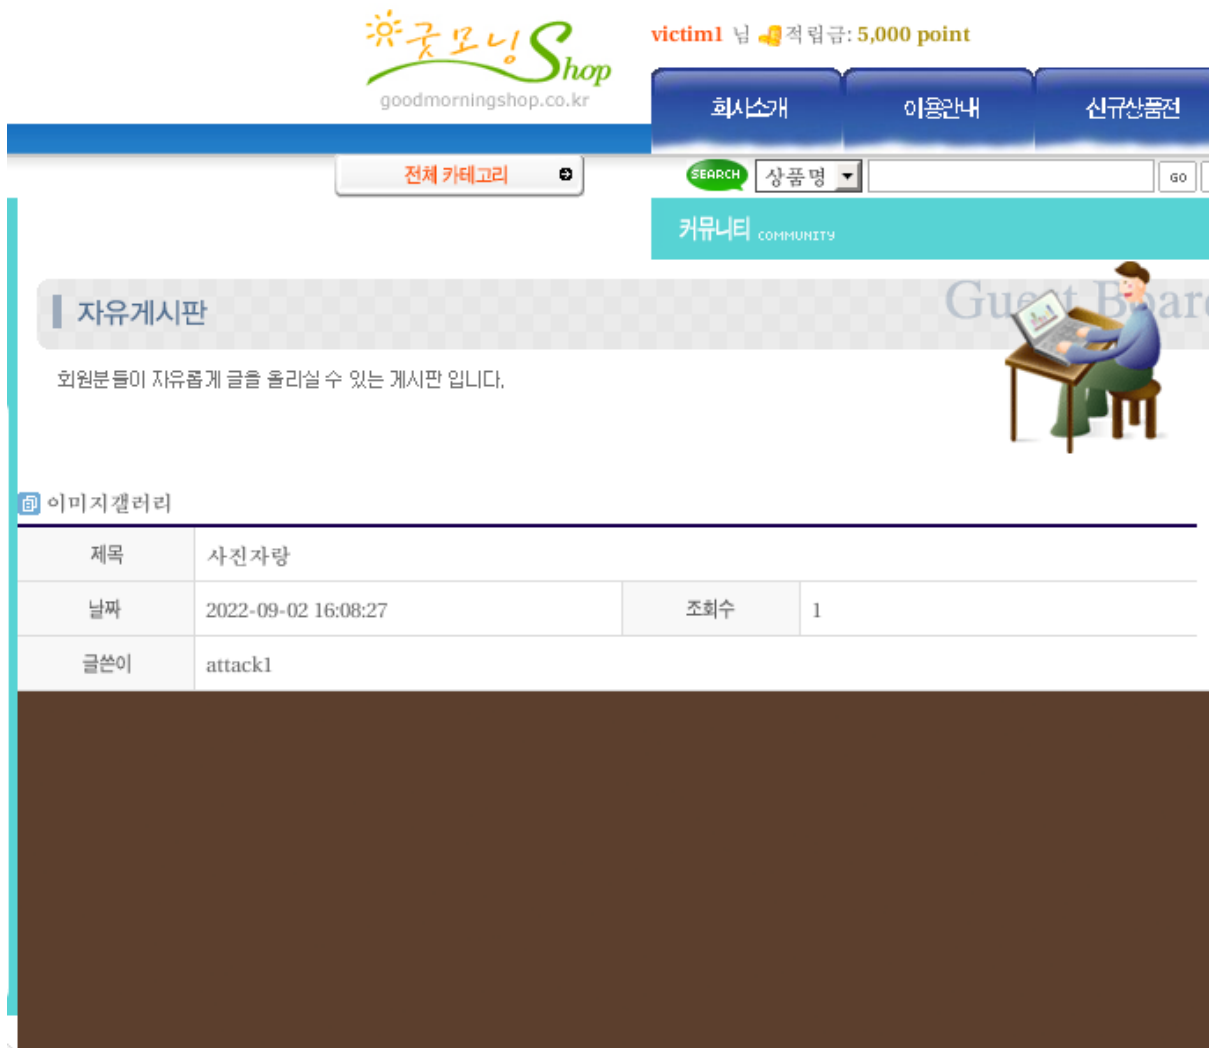 굿모닝Shop
goodmorningshop.co.kr
victim1 님 적립금: 5,000 point
회사소개 이용안내 신규상품전
전체 카테고리
SEARCH 상품명 GO
커뮤니티 COMMUNITY
자유게시판
Guest Board
회원분들이 자유롭게 글을 올리실 수 있는 게시판 입니다.
이미지갤러리
제목 사진자랑
날짜 2022-09-02 16:08:27 조회수 1
글쓴이 attack1